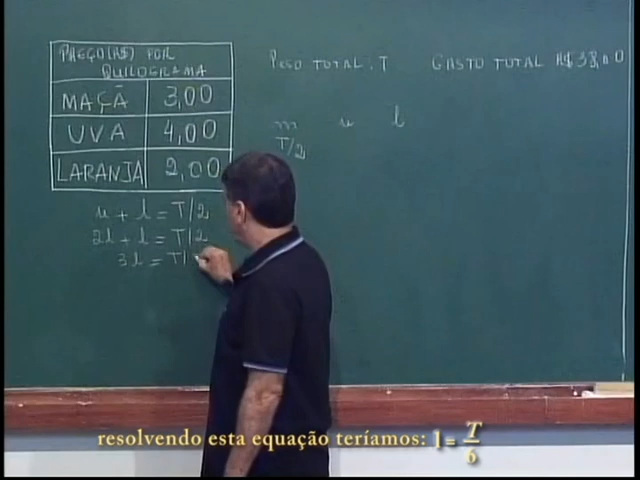 PREÇO(R$) POR
QUILOGRAMA
MAÇÃ 3,00
UVA 4,00
LARANJA 2,00
PESO TOTAL : T
GASTO TOTAL R$ 38,00
m u l
T/2
u + l = T/2
2l + l = T/2
3l = T/
resolvendo esta equação teríamos: l = T/6